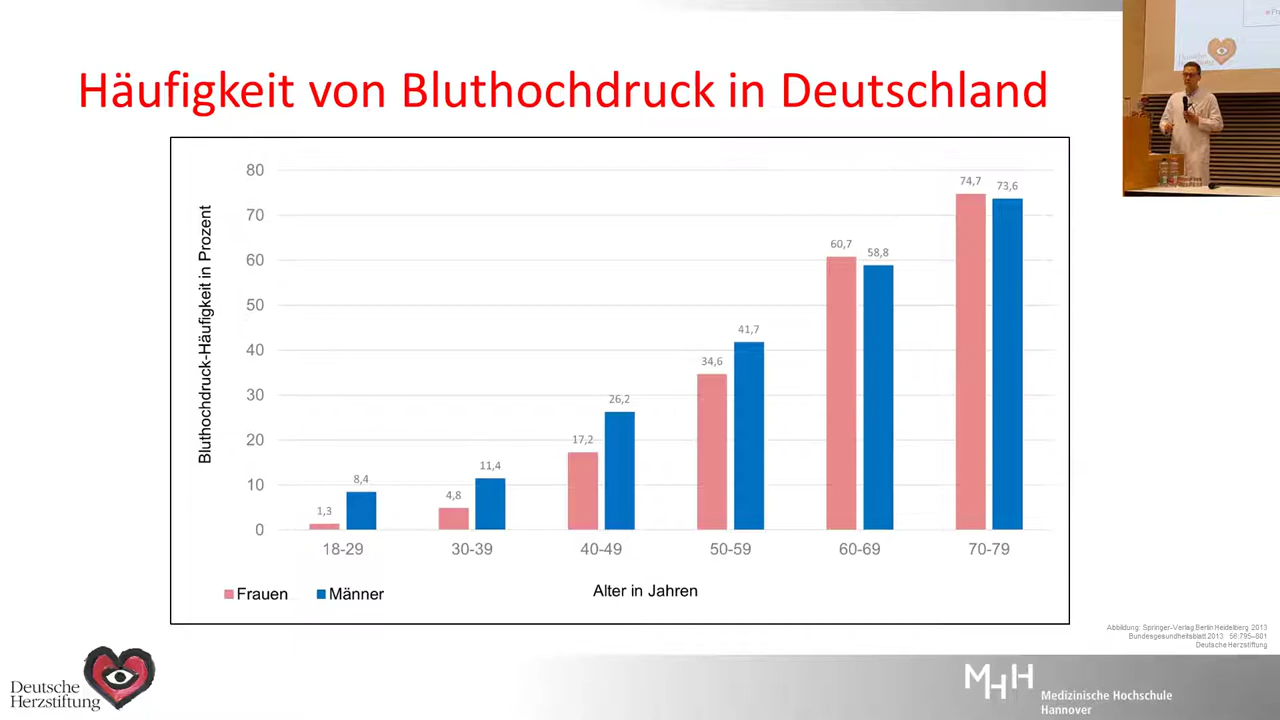 Häufigkeit von Bluthochdruck in Deutschland
Bluthochdruck-Häufigkeit in Prozent
80
70
60
50
40
30
20
10
0
1,3
8,4
4,8
11,4
17,2
26,2
34,6
41,7
60,7
58,8
74,7
73,6
18-29
30-39
40-49
50-59
60-69
70-79
Alter in Jahren
Frauen
Männer
Abbildung: Springer-Verlag Berlin Heidelberg 2013
Bundesgesundheitsblatt 2013 56:795–801
Deutsche Herzstiftung
Deutsche
Herzstiftung
MHH
Medizinische Hochschule
Hannover
Deutsche
Herzstiftung